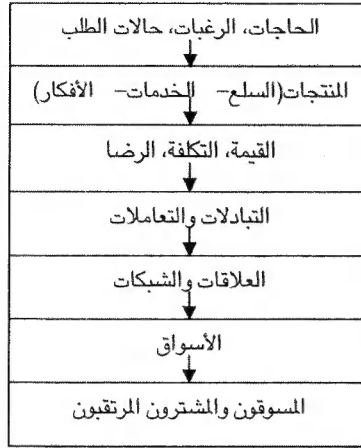 الحاجات، الرغبات، حالات الطلب
المنتجات(السلع- الخدمات- الأفكار)
القيمة، التكلفة، الرضا
التبادلات والتعاملات
العلاقات والشبكات
الأسواق
المسوقون والمشترون المرتقبون